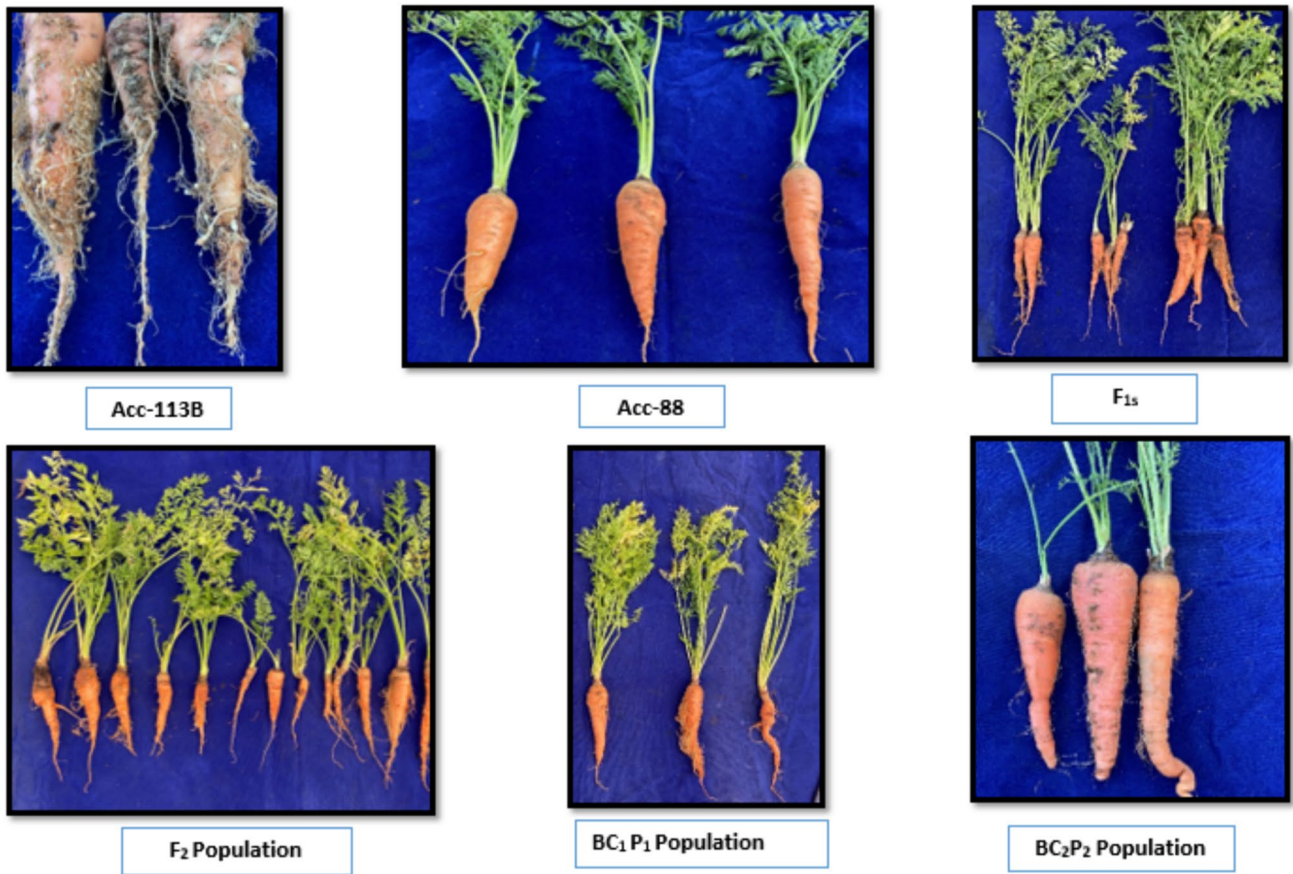 Acc-113B
Acc-88
F1s
F2 Population
BC1 P1 Population
BC2P2 Population